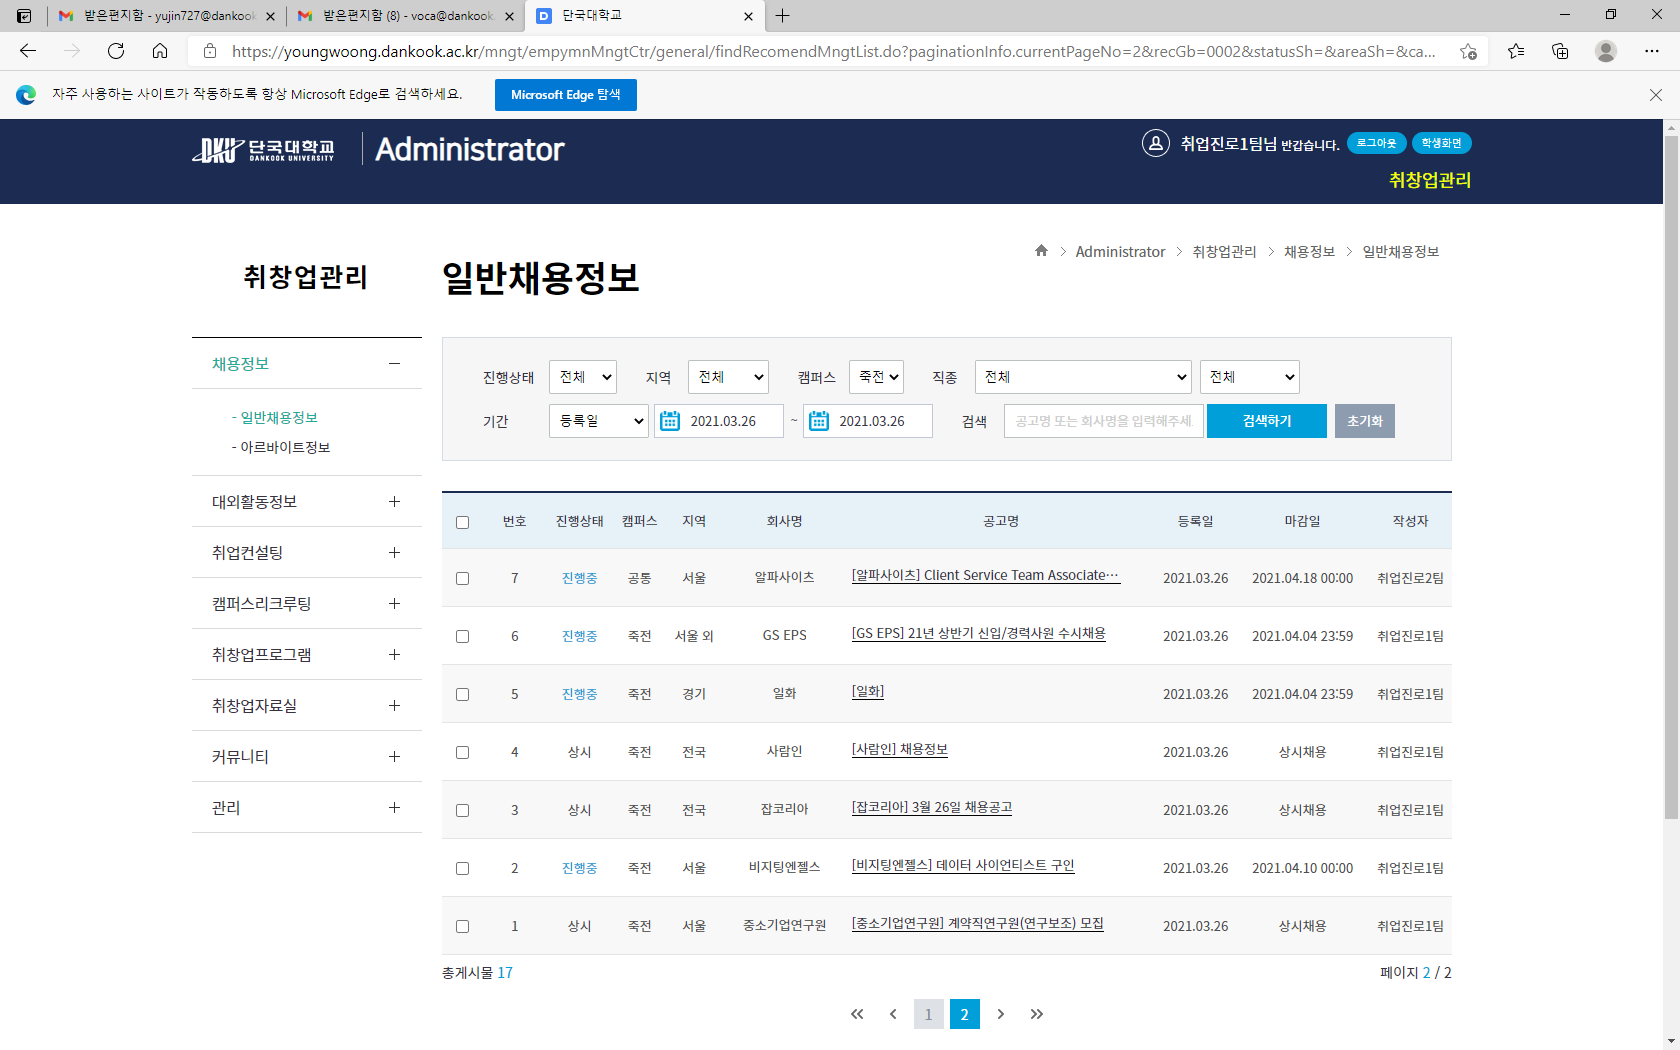 받은편지함 - yujin727@dankook
받은편지함 (8) - voca@dankook.
단국대학교
https://youngwoong.dankook.ac.kr/mngt/empymnMngtCtr/general/findRecomendMngtList.do?paginationInfo.currentPageNo=2&recGb=0002&statusSh=&areaSh=&ca...
자주 사용하는 사이트가 작동하도록 항상 Microsoft Edge로 검색하세요.
Microsoft Edge 탐색
DKU 단국대학교 DANKOOK UNIVERSITY
Administrator
취업진로1팀님 반갑습니다.
로그아웃
학생화면
취창업관리
Administrator > 취창업관리 > 채용정보 > 일반채용정보
취창업관리
일반채용정보
채용정보
- 일반채용정보
- 아르바이트정보
대외활동정보
취업컨설팅
캠퍼스리크루팅
취창업프로그램
취창업자료실
커뮤니티
관리
진행상태 전체 지역 전체 캠퍼스 죽전 직종 전체 전체
기간 등록일 2021.03.26 ~ 2021.03.26 검색 공고명 또는 회사명을 입력해주세. 검색하기 초기화
번호 진행상태 캠퍼스 지역 회사명 공고명 등록일 마감일 작성자
7 진행중 공통 서울 알파사이츠 [알파사이츠] Client Service Team Associate··· 2021.03.26 2021.04.18 00:00 취업진로2팀
6 진행중 죽전 서울 외 GS EPS [GS EPS] 21년 상반기 신입/경력사원 수시채용 2021.03.26 2021.04.04 23:59 취업진로1팀
5 진행중 죽전 경기 일화 [일화] 2021.03.26 2021.04.04 23:59 취업진로1팀
4 상시 죽전 전국 사람인 [사람인] 채용정보 2021.03.26 상시채용 취업진로1팀
3 상시 죽전 전국 잡코리아 [잡코리아] 3월 26일 채용공고 2021.03.26 상시채용 취업진로1팀
2 진행중 죽전 서울 비지팅엔젤스 [비지팅엔젤스] 데이터 사이언티스트 구인 2021.03.26 2021.04.10 00:00 취업진로1팀
1 상시 죽전 서울 중소기업연구원 [중소기업연구원] 계약직연구원(연구보조) 모집 2021.03.26 상시채용 취업진로1팀
총게시물 17
페이지 2 / 2
1 2